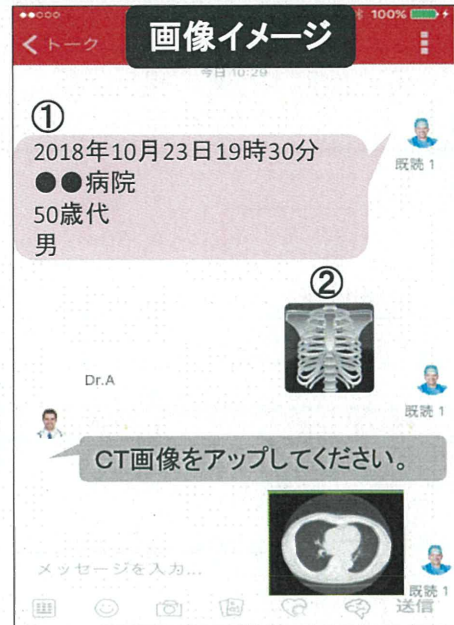 100%
トーク
画像イメージ
今日 10:29
①
2018年10月23日19時30分
●●病院
50歳代
男
既読 1
②
既読 1
Dr.A
CT画像をアップしてください。
既読 1
メッセージを入力...
送信